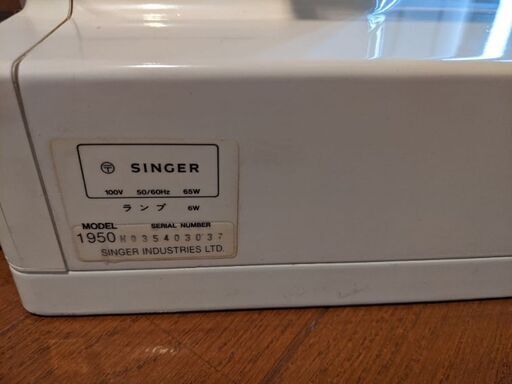 〒 SINGER
100V 50/60Hz 65W
ランプ 6W
MODEL SERIAL NUMBER
1950 H035403037
SINGER INDUSTRIES LTD.